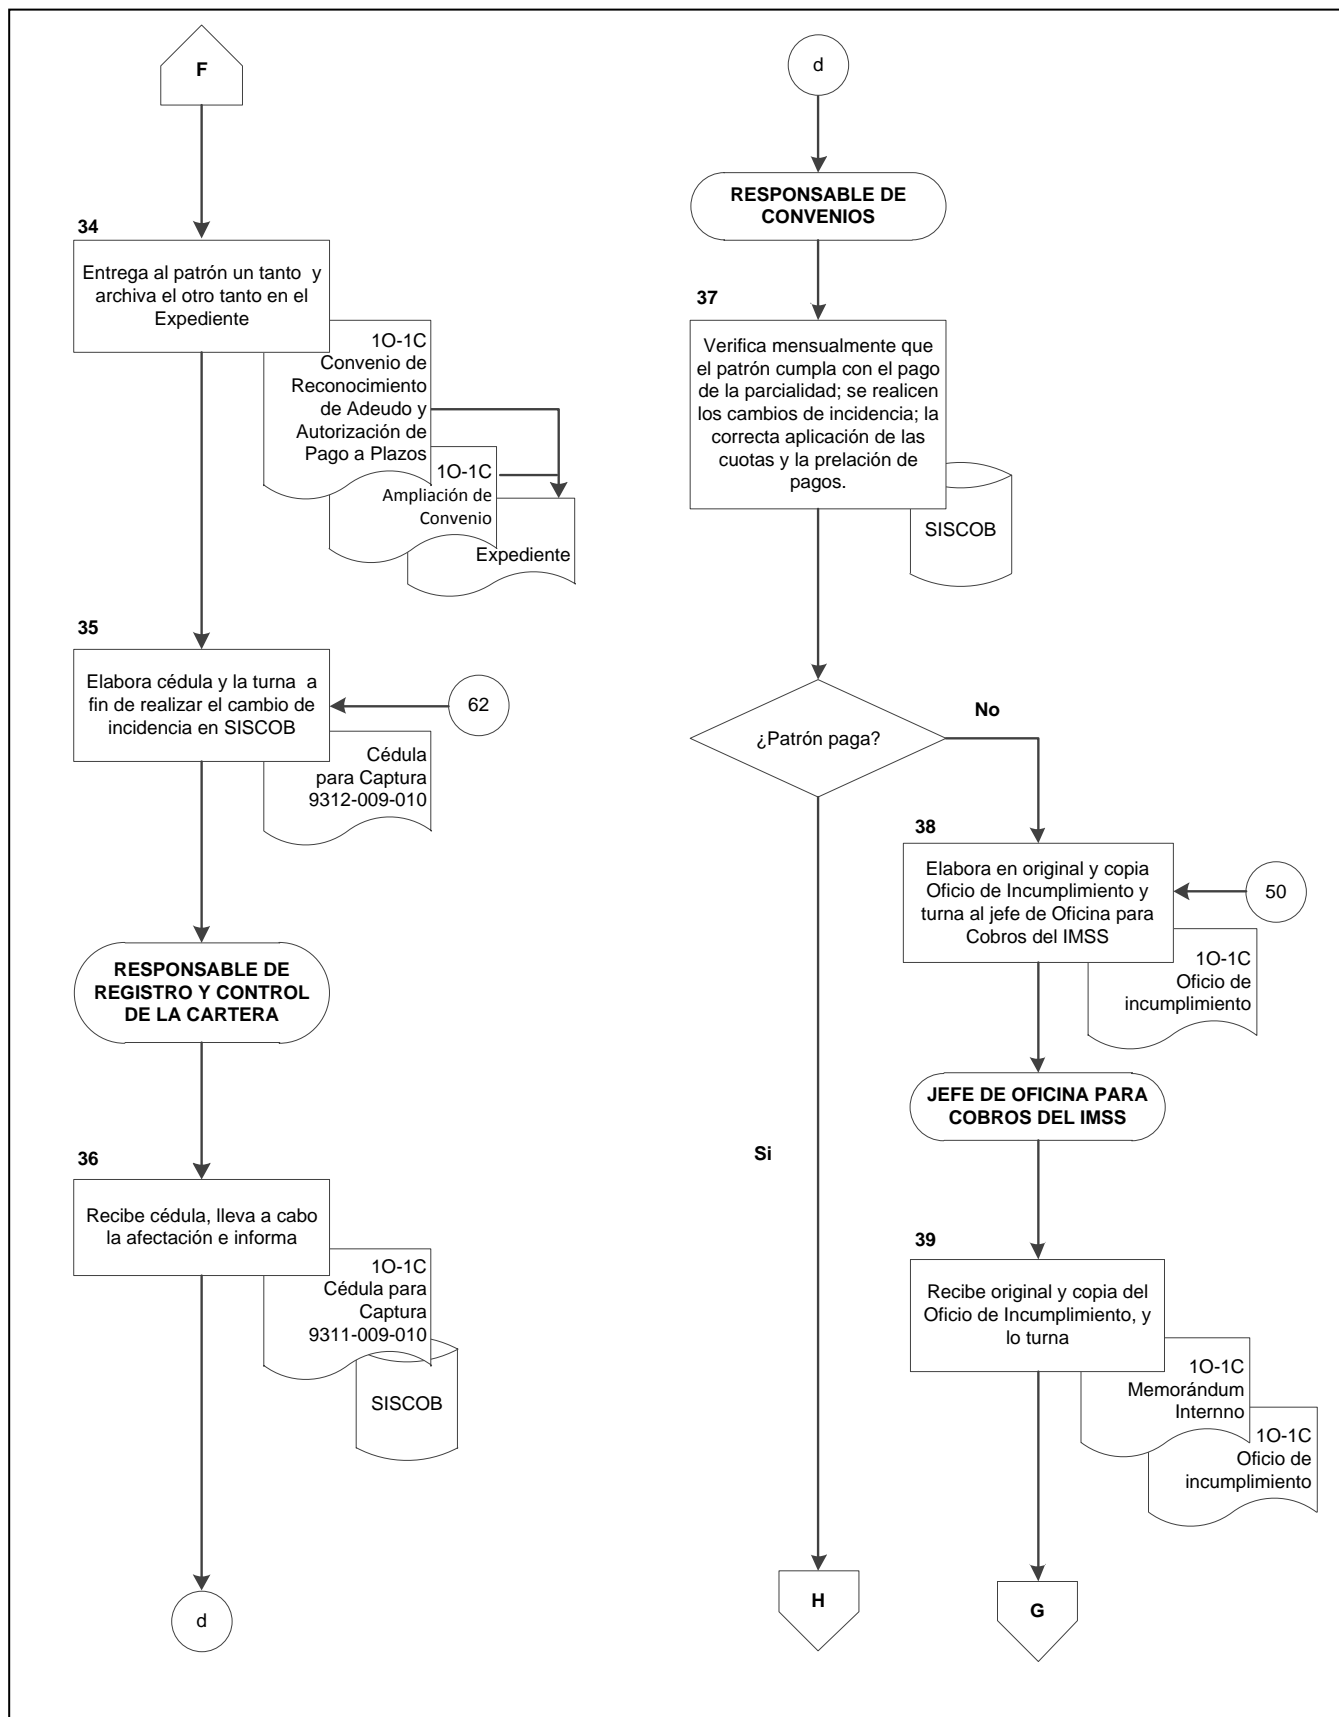 F
34
Entrega al patrón un tanto y
archiva el otro tanto en el
Expediente
1O-1C
Convenio de
Reconocimiento
de Adeudo y
Autorización de
Pago a Plazos
1O-1C
Ampliación de
Convenio
Expediente
35
Elabora cédula y la turna a
fin de realizar el cambio de
incidencia en SISCOB
62
Cédula
para Captura
9312-009-010
RESPONSABLE DE
REGISTRO Y CONTROL
DE LA CARTERA
36
Recibe cédula, lleva a cabo
la afectación e informa
1O-1C
Cédula para
Captura
9311-009-010
SISCOB
d
d
RESPONSABLE DE
CONVENIOS
37
Verifica mensualmente que
el patrón cumpla con el pago
de la parcialidad; se realicen
los cambios de incidencia; la
correcta aplicación de las
cuotas y la prelación de
pagos.
SISCOB
¿Patrón paga?
No
38
Elabora en original y copia
Oficio de Incumplimiento y
turna al jefe de Oficina para
Cobros del IMSS
50
1O-1C
Oficio de
incumplimiento
JEFE DE OFICINA PARA
COBROS DEL IMSS
Si
39
Recibe original y copia del
Oficio de Incumplimiento, y
lo turna
1O-1C
Memorándum
Internno
1O-1C
Oficio de
incumplimiento
H
G